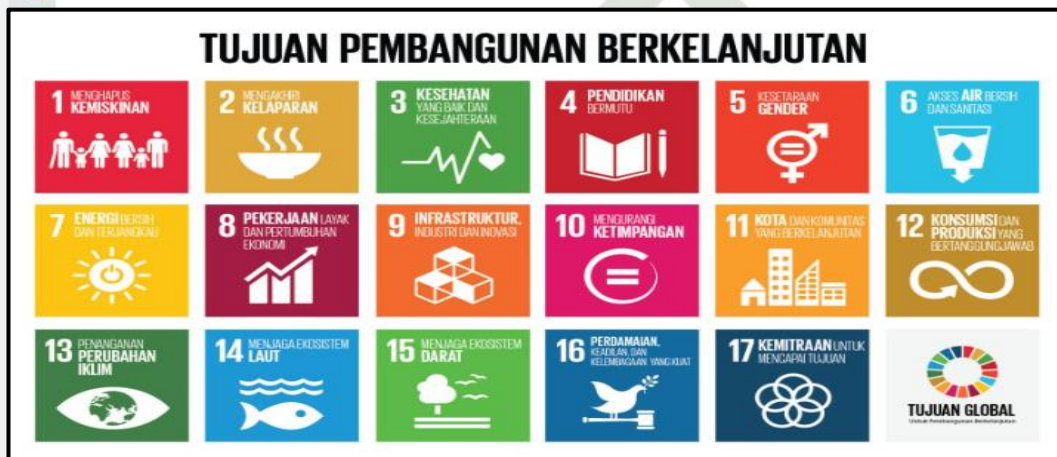 TUJUAN PEMBANGUNAN BERKELANJUTAN
1 MENGHAPUS
KEMISKINAN
2 MENGAKHIRI
KELAPARAN
3 KESEHATAN
YANG BAIK DAN
KESEJAHTERAAN
4 PENDIDIKAN
BERMUTU
5 KESETARAAN
GENDER
6 AKSES AIR BERSIH
DAN SANITASI
7 ENERGI BERSIH
DAN TERJANGKAU
8 PEKERJAAN LAYAK
DAN PERTUMBUHAN
EKONOMI
9 INFRASTRUKTUR,
INDUSTRI DAN INOVASI
10 MENGURANGI
KETIMPANGAN
11 KOTA DAN KOMUNITAS
YANG BERKELANJUTAN
12 KONSUMSI DAN
PRODUKSI YANG
BERTANGGUNGJAWAB
13 PENANGANAN
PERUBAHAN
IKLIM
14 MENJAGA EKOSISTEM
LAUT
15 MENJAGA EKOSISTEM
DARAT
16 PERDAMAIAN,
KEADILAN, DAN
KELEMBAGAAN YANG KUAT
17 KEMITRAAN UNTUK
MENCAPAI TUJUAN
TUJUAN GLOBAL
Untuk Pembangunan Berkelanjutan